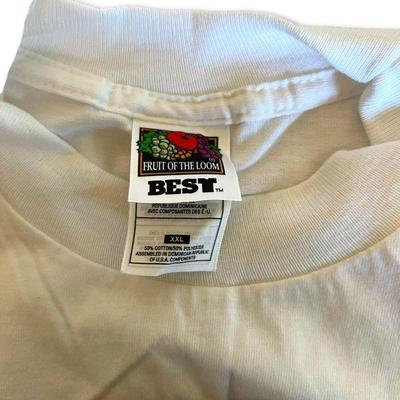 FRUIT OF THE LOOM
BEST™
RÉPUBLIQUE DOMINICAINE
AVEC COMPOSANTES DES É.-U.
XXL
50% COTTON/50% POLYESTER
ASSEMBLED IN DOMINICAN REPUBLIC
OF U.S.A. COMPONENTS